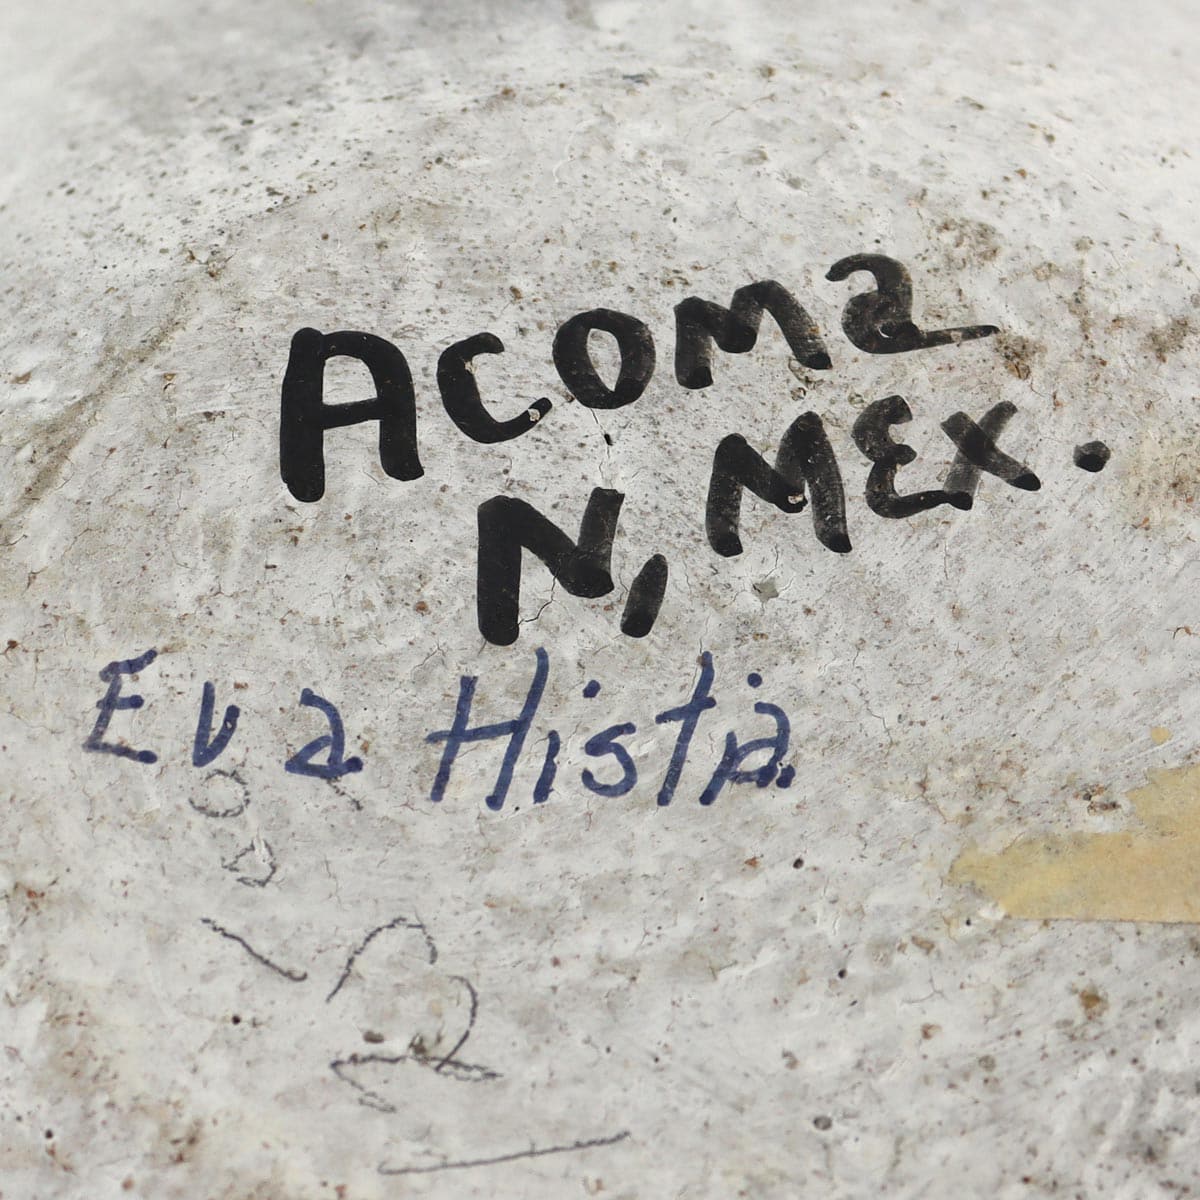 ACOMa
N, MEX.
Eva Histia